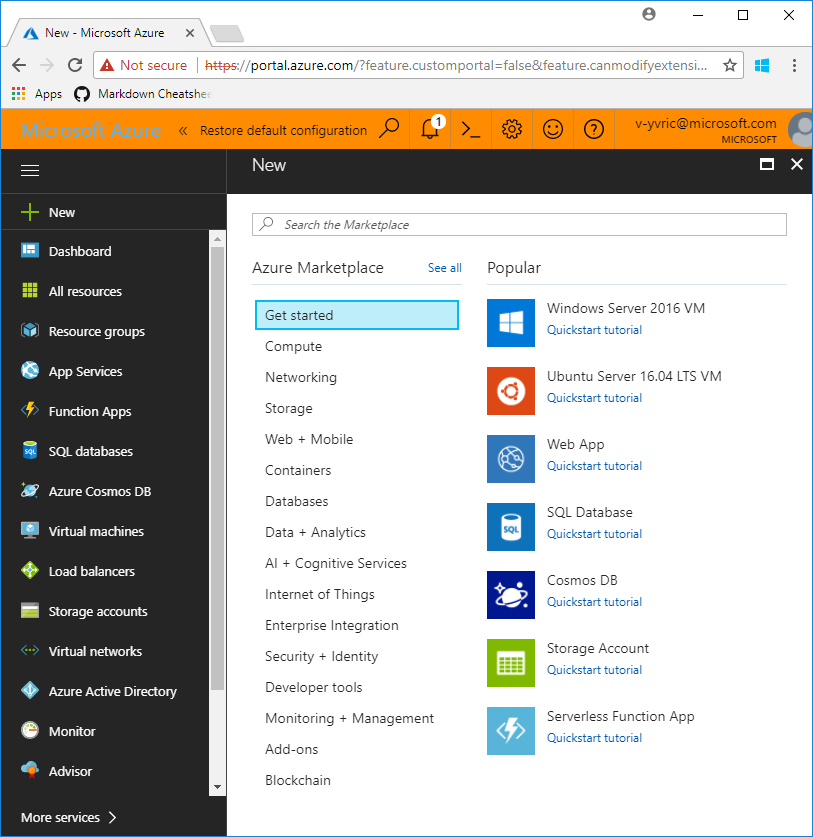 New - Microsoft Azure
Not secure https://portal.azure.com/?feature.customportal=false&feature.canmodifyextensi...
Apps Markdown Cheatshee
Microsoft Azure « Restore default configuration 1 v-yvric@microsoft.com
MICROSOFT
New
New
Dashboard
All resources
Resource groups
App Services
Function Apps
SQL databases
Azure Cosmos DB
Virtual machines
Load balancers
Storage accounts
Virtual networks
Azure Active Directory
Monitor
Advisor
More services
Search the Marketplace
Azure Marketplace See all
Get started
Compute
Networking
Storage
Web + Mobile
Containers
Databases
Data + Analytics
AI + Cognitive Services
Internet of Things
Enterprise Integration
Security + Identity
Developer tools
Monitoring + Management
Add-ons
Blockchain
Popular
Windows Server 2016 VM
Quickstart tutorial
Ubuntu Server 16.04 LTS VM
Quickstart tutorial
Web App
Quickstart tutorial
SQL
SQL Database
Quickstart tutorial
Cosmos DB
Quickstart tutorial
Storage Account
Quickstart tutorial
Serverless Function App
Quickstart tutorial